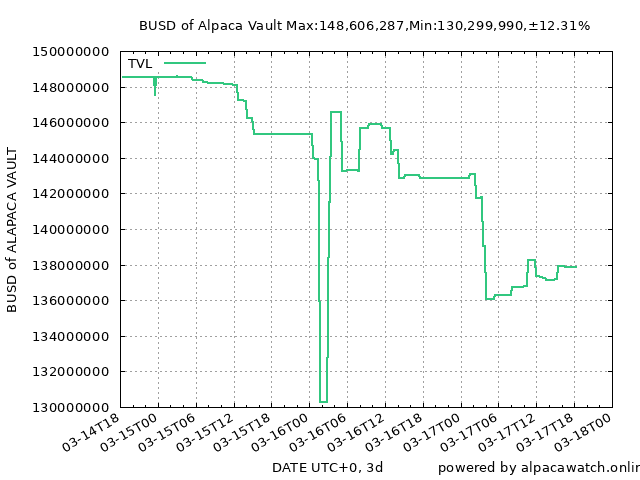 BUSD of Alpaca Vault Max:148,606,287,Min:130,299,990,±12.31%
TVL
150000000
148000000
146000000
144000000
142000000
140000000
138000000
136000000
134000000
132000000
130000000
BUSD of ALAPACA VAULT
03-14T18
03-15T00
03-15T06
03-15T12
03-15T18
03-16T00
03-16T06
03-16T12
03-16T18
03-17T00
03-17T06
03-17T12
03-17T18
03-18T00
DATE UTC+0, 3d
powered by alpacawatch.onlin